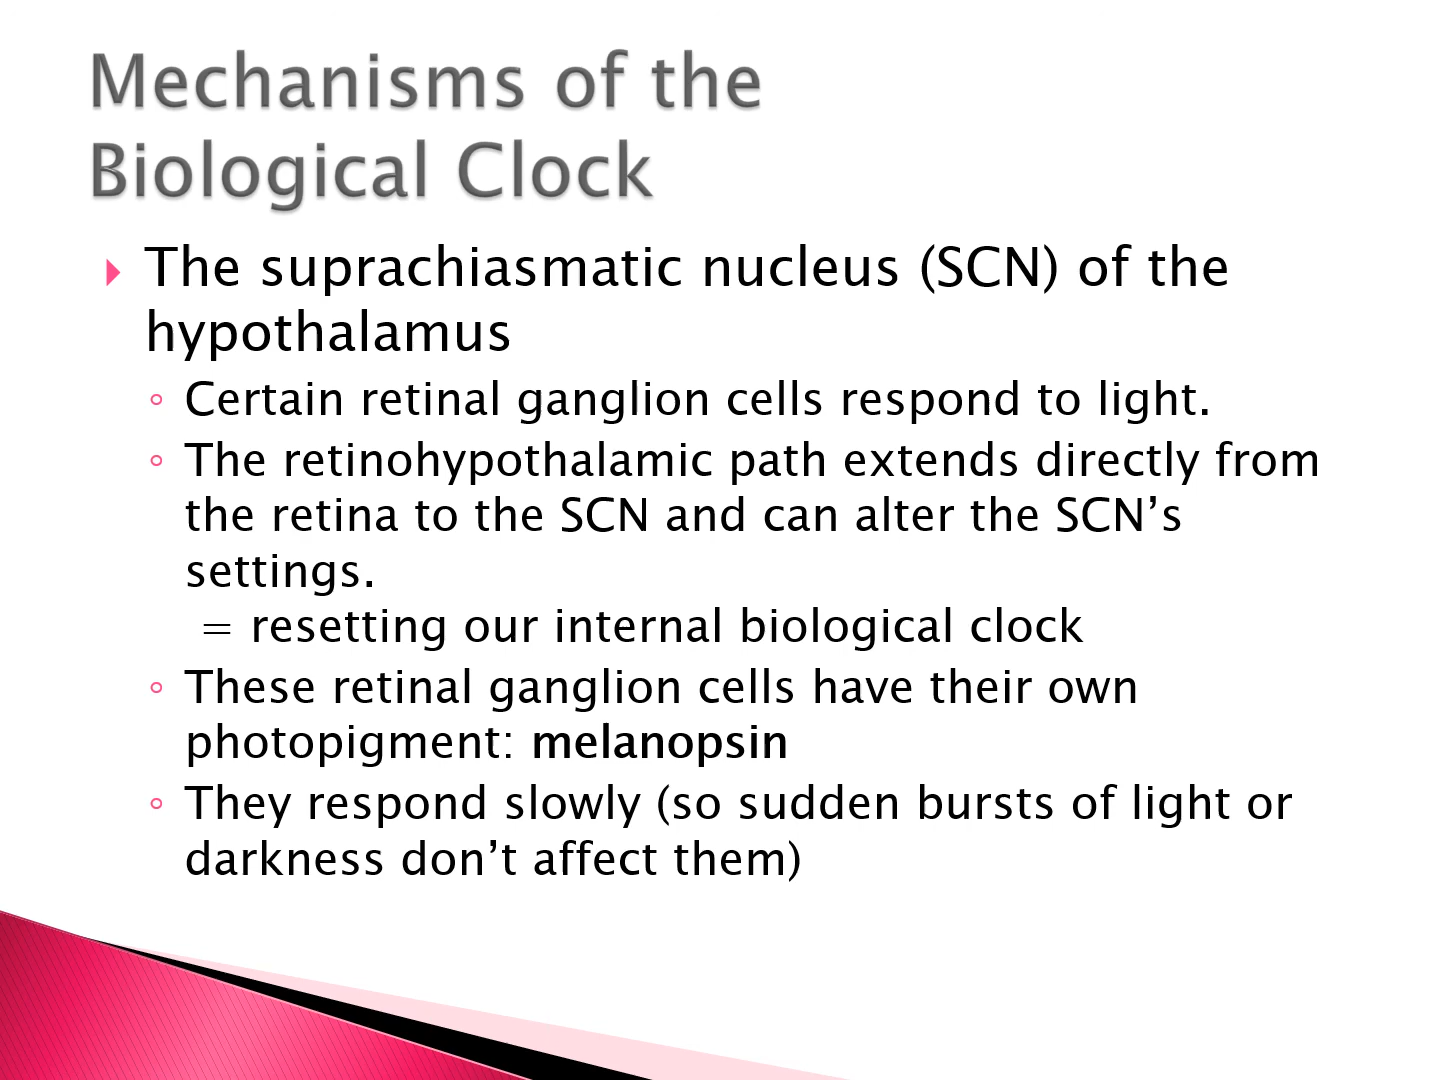 Mechanisms of the
Biological Clock
The suprachiasmatic nucleus (SCN) of the
hypothalamus
◦ Certain retinal ganglion cells respond to light.
◦ The retinohypothalamic path extends directly from
the retina to the SCN and can alter the SCN’s
settings.
= resetting our internal biological clock
◦ These retinal ganglion cells have their own
photopigment: melanopsin
◦ They respond slowly (so sudden bursts of light or
darkness don’t affect them)